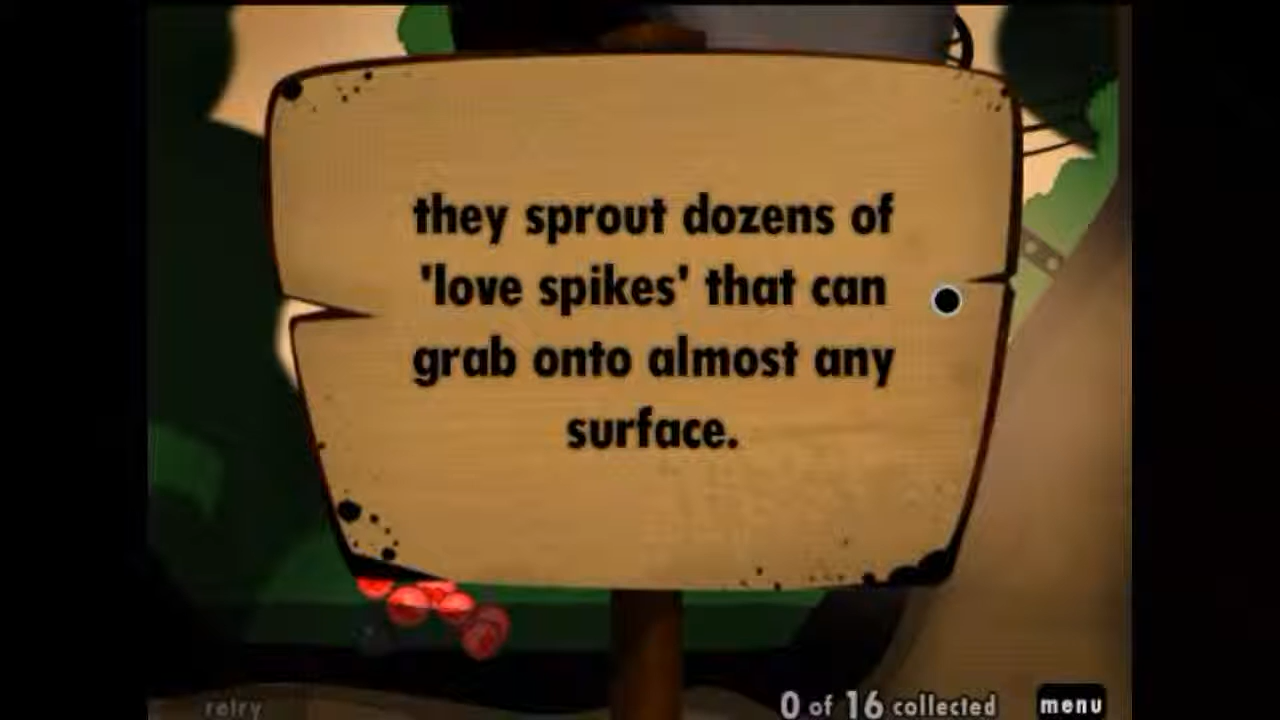 they sprout dozens of
'love spikes' that can
grab onto almost any
surface.
retry
0 of 16 collected
menu